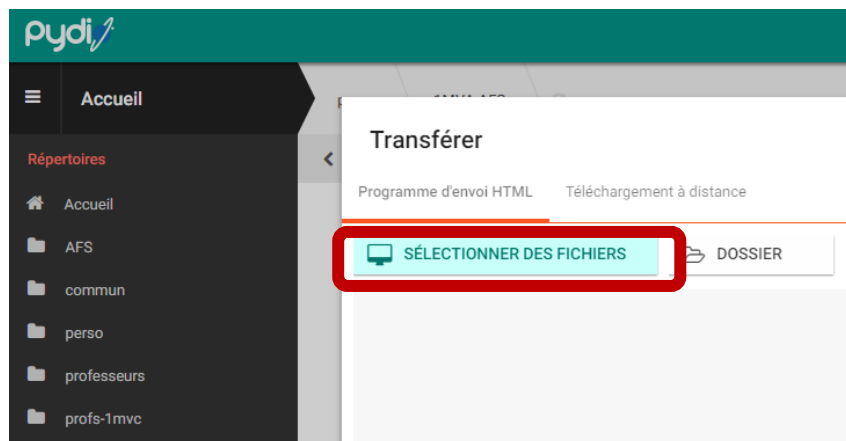 pydi
Accueil
Transférer
Répertoires
Programme d'envoi HTML Téléchargement à distance
Accueil
AFS
SÉLECTIONNER DES FICHIERS DOSSIER
commun
perso
professeurs
profs-1mvc